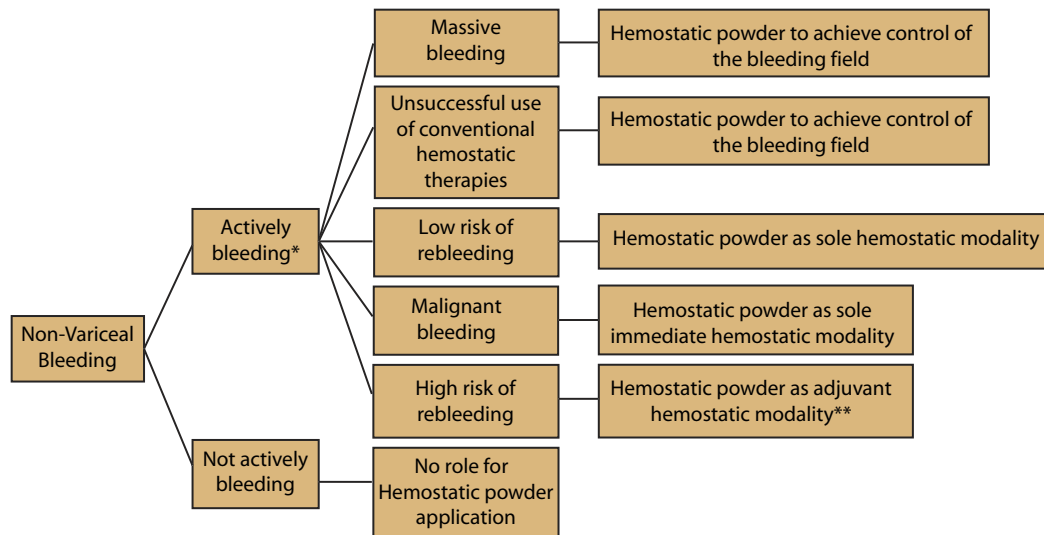 Non-Variceal
Bleeding
Actively
bleeding*
Massive
bleeding
Hemostatic powder to achieve control of
the bleeding field
Unsuccessful use
of conventional
hemostatic
therapies
Hemostatic powder to achieve control of
the bleeding field
Low risk of
rebleeding
Hemostatic powder as sole hemostatic modality
Malignant
bleeding
Hemostatic powder as sole
immediate hemostatic modality
High risk of
rebleeding
Hemostatic powder as adjuvant
hemostatic modality**
Not actively
bleeding
No role for
Hemostatic powder
application